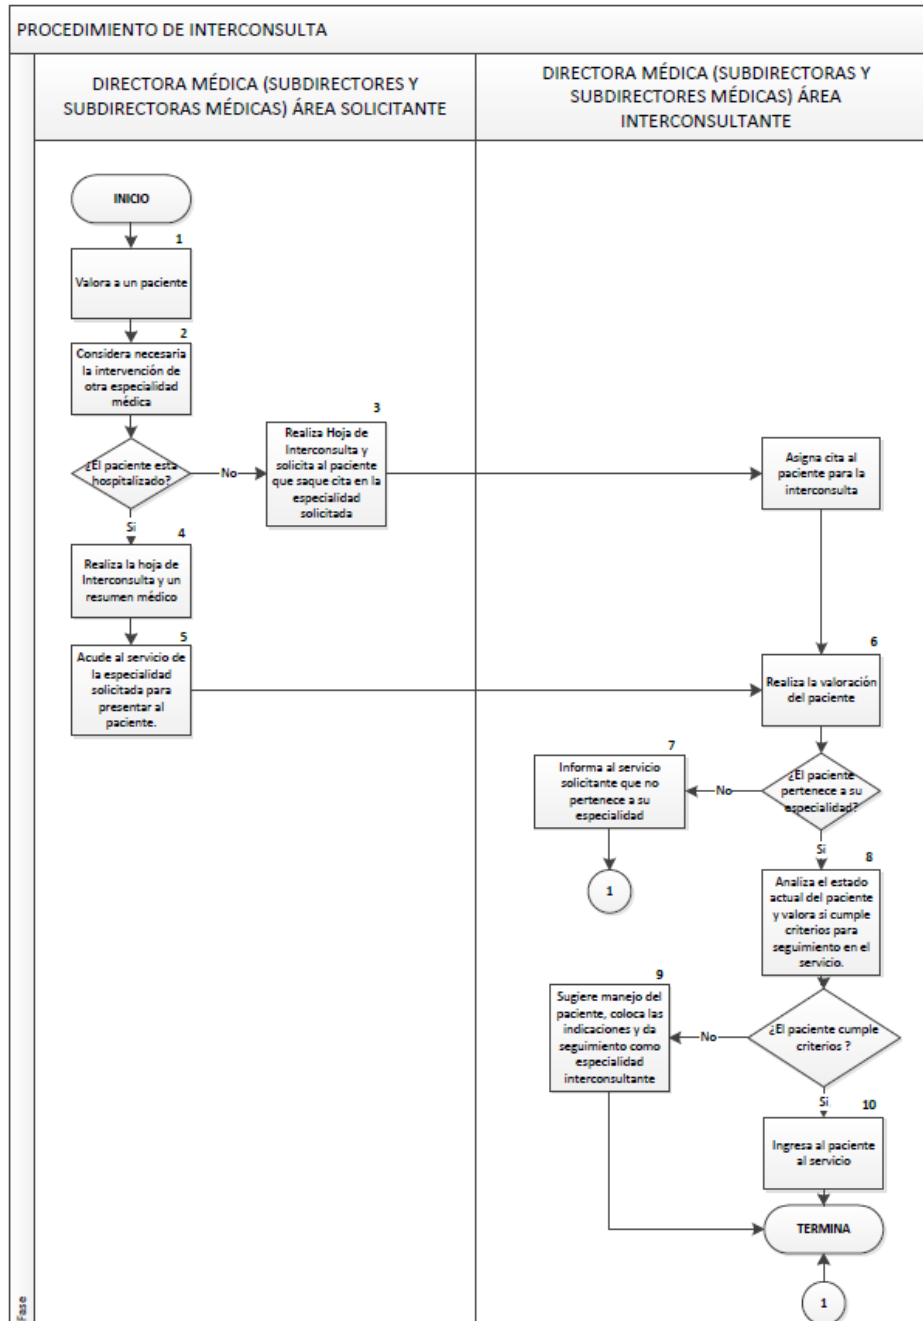 PROCEDIMIENTO DE INTERCONSULTA
DIRECTORA MÉDICA (SUBDIRECTORES Y
SUBDIRECTORAS MÉDICAS) ÁREA SOLICITANTE
DIRECTORA MÉDICA (SUBDIRECTORAS Y
SUBDIRECTORES MÉDICAS) ÁREA
INTERCONSULTANTE
INICIO
1
Valora a un paciente
2
Considera necesaria
la intervención de
otra especialidad
médica
¿El paciente esta
hospitalizado?
No
3
Realiza Hoja de
Interconsulta y
solicita al paciente
que saque cita en la
especialidad
solicitada
Asigna cita al
paciente para la
interconsulta
Si
4
Realiza la hoja de
Interconsulta y un
resumen médico
5
Acude al servicio de
la especialidad
solicitada para
presentar al
paciente.
6
Realiza la valoración
del paciente
¿El paciente
pertenece a su
especialidad?
No
7
Informa al servicio
solicitante que no
pertenece a su
especialidad
1
Si
8
Analiza el estado
actual del paciente
y valora si cumple
criterios para
seguimiento en el
servicio.
¿El paciente cumple
criterios ?
No
9
Sugiere manejo del
paciente, coloca las
indicaciones y da
seguimiento como
especialidad
interconsultante
Si
10
Ingresa al paciente
al servicio
TERMINA
1
Fase